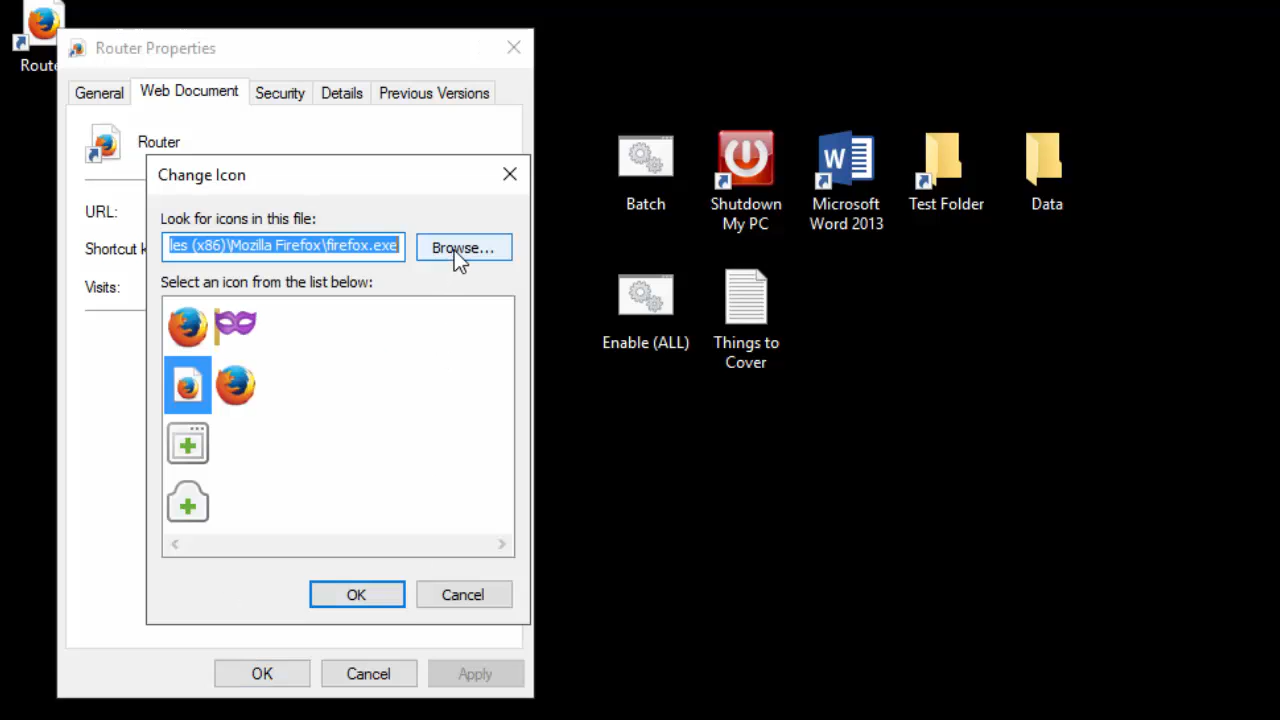 Router Properties
General
Web Document
Security
Details
Previous Versions
Router
Change Icon
Look for icons in this file:
les (x86)\Mozilla Firefox\firefox.exe
Browse...
Select an icon from the list below:
OK
Cancel
URL:
Shortcut k
Visits:
OK
Cancel
Apply
Route
Batch
Shutdown
My PC
W
Microsoft
Word 2013
Test Folder
Data
Enable (ALL)
Things to
Cover